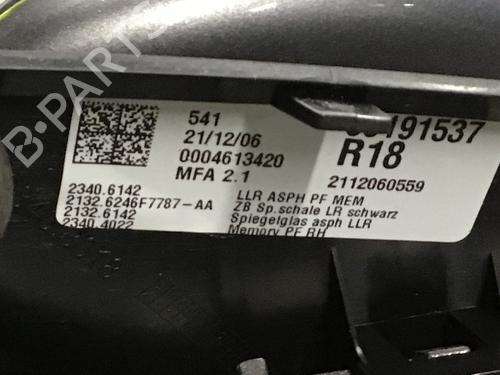 B-PARTS
541
21/12/06
0004613420
MFA 2.1
191537
R18
2112060559
2340.6142
2132.6246F7787-AA
2132.6142
2340.4022
LLR ASPH PF MEM
ZB Sp.schale LR schwarz
Spiegelglas asph LLR
Memory PF RH